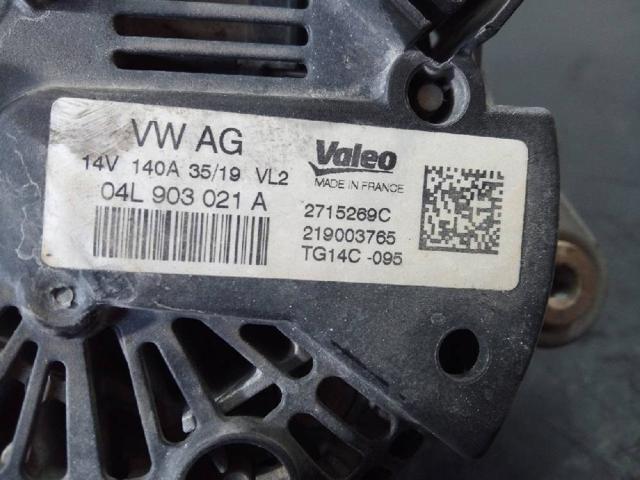 VW AG
14V 140A 35/19 VL2
04L 903 021 A
Valeo
MADE IN FRANCE
2715269C
219003765
TG14C -095